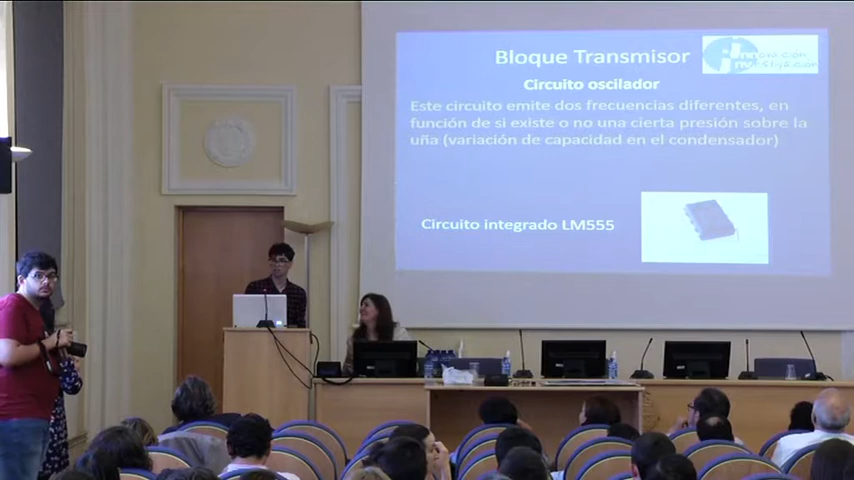 Bloque Transmisor
Circuito oscilador
Este circuito emite dos frecuencias diferentes, en
función de si existe o no una cierta presión sobre la
uña (variación de capacidad en el condensador)
Circuito integrado LM555